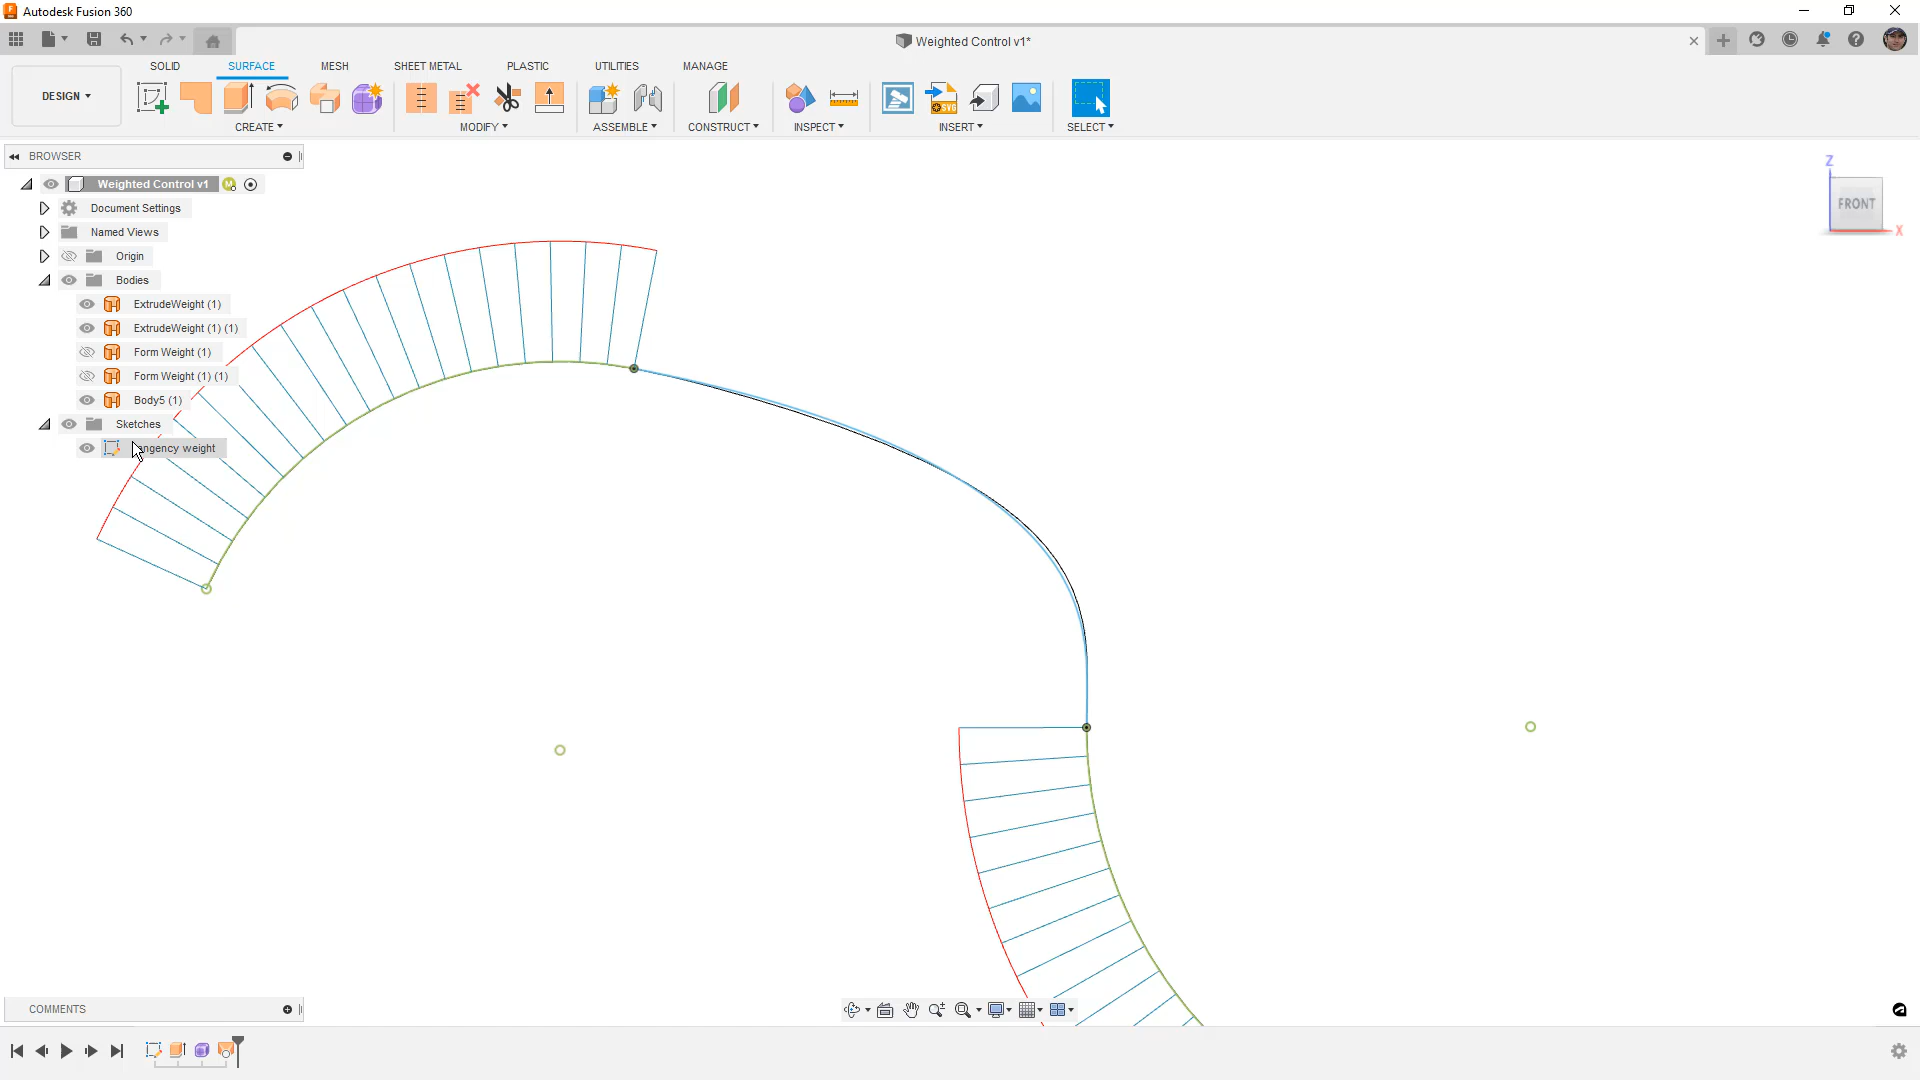 Autodesk Fusion 360
Weighted Control v1*
DESIGN
SOLID
SURFACE
MESH
SHEET METAL
PLASTIC
UTILITIES
MANAGE
CREATE
MODIFY
ASSEMBLE
CONSTRUCT
INSPECT
INSERT
SELECT
SVG
BROWSER
Weighted Control v1
Document Settings
Named Views
Origin
Bodies
ExtrudeWeight (1)
ExtrudeWeight (1) (1)
Form Weight (1)
Form Weight (1) (1)
Body5 (1)
Sketches
weight
Z
FRONT
X
COMMENTS